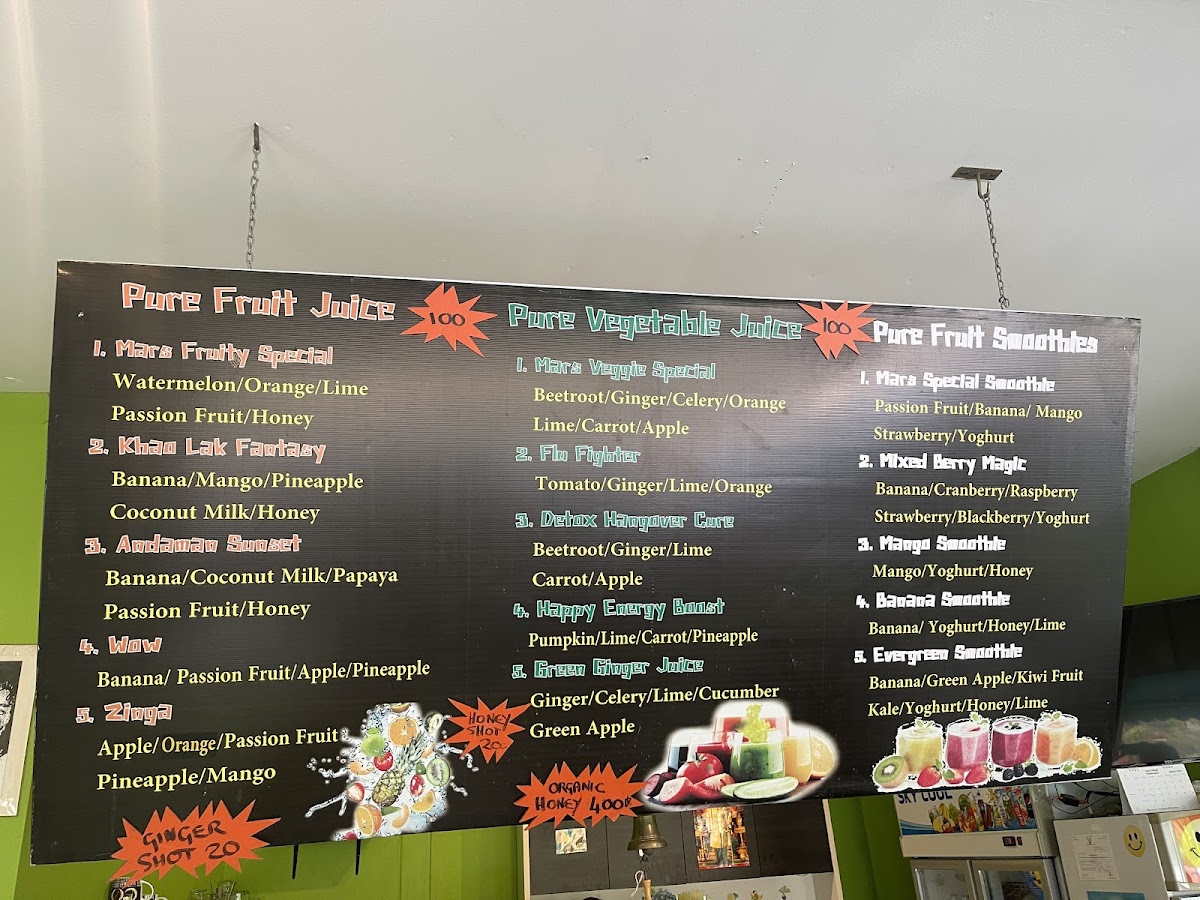 Pure Fruit Juice
100
1. Mars Fruity Special
Watermelon/Orange/Lime
Passion Fruit/Honey
2. Khao Lak Fantasy
Banana/Mango/Pineapple
Coconut Milk/Honey
3. Andaman Sunset
Banana/Coconut Milk/Papaya
Passion Fruit/Honey
4. Wow
Banana/ Passion Fruit/Apple/Pineapple
5. Zinga
Apple/Orange/Passion Fruit
Pineapple/Mango
GINGER
SHOT 20
HONEY
SHOT
20.-
Pure Vegetable Juice
100
1. Mars Veggie Special
Beetroot/Ginger/Celery/Orange
Lime/Carrot/Apple
2. Flu Fighter
Tomato/Ginger/Lime/Orange
3. Detox Hangover Cure
Beetroot/Ginger/Lime
Carrot/Apple
4. Happy Energy Boost
Pumpkin/Lime/Carrot/Pineapple
5. Green Ginger Juice
Ginger/Celery/Lime/Cucumber
Green Apple
ORGANIC
HONEY 400฿
Pure Fruit Smoothies
1. Mars Special Smoothie
Passion Fruit/Banana/ Mango
Strawberry/Yoghurt
2. Mixed Berry Magic
Banana/Cranberry/Raspberry
Strawberry/Blackberry/Yoghurt
3. Mango Smoothie
Mango/Yoghurt/Honey
4. Banana Smoothie
Banana/ Yoghurt/Honey/Lime
5. Evergreen Smoothie
Banana/Green Apple/Kiwi Fruit
Kale/Yoghurt/Honey/Lime
SKY COOL